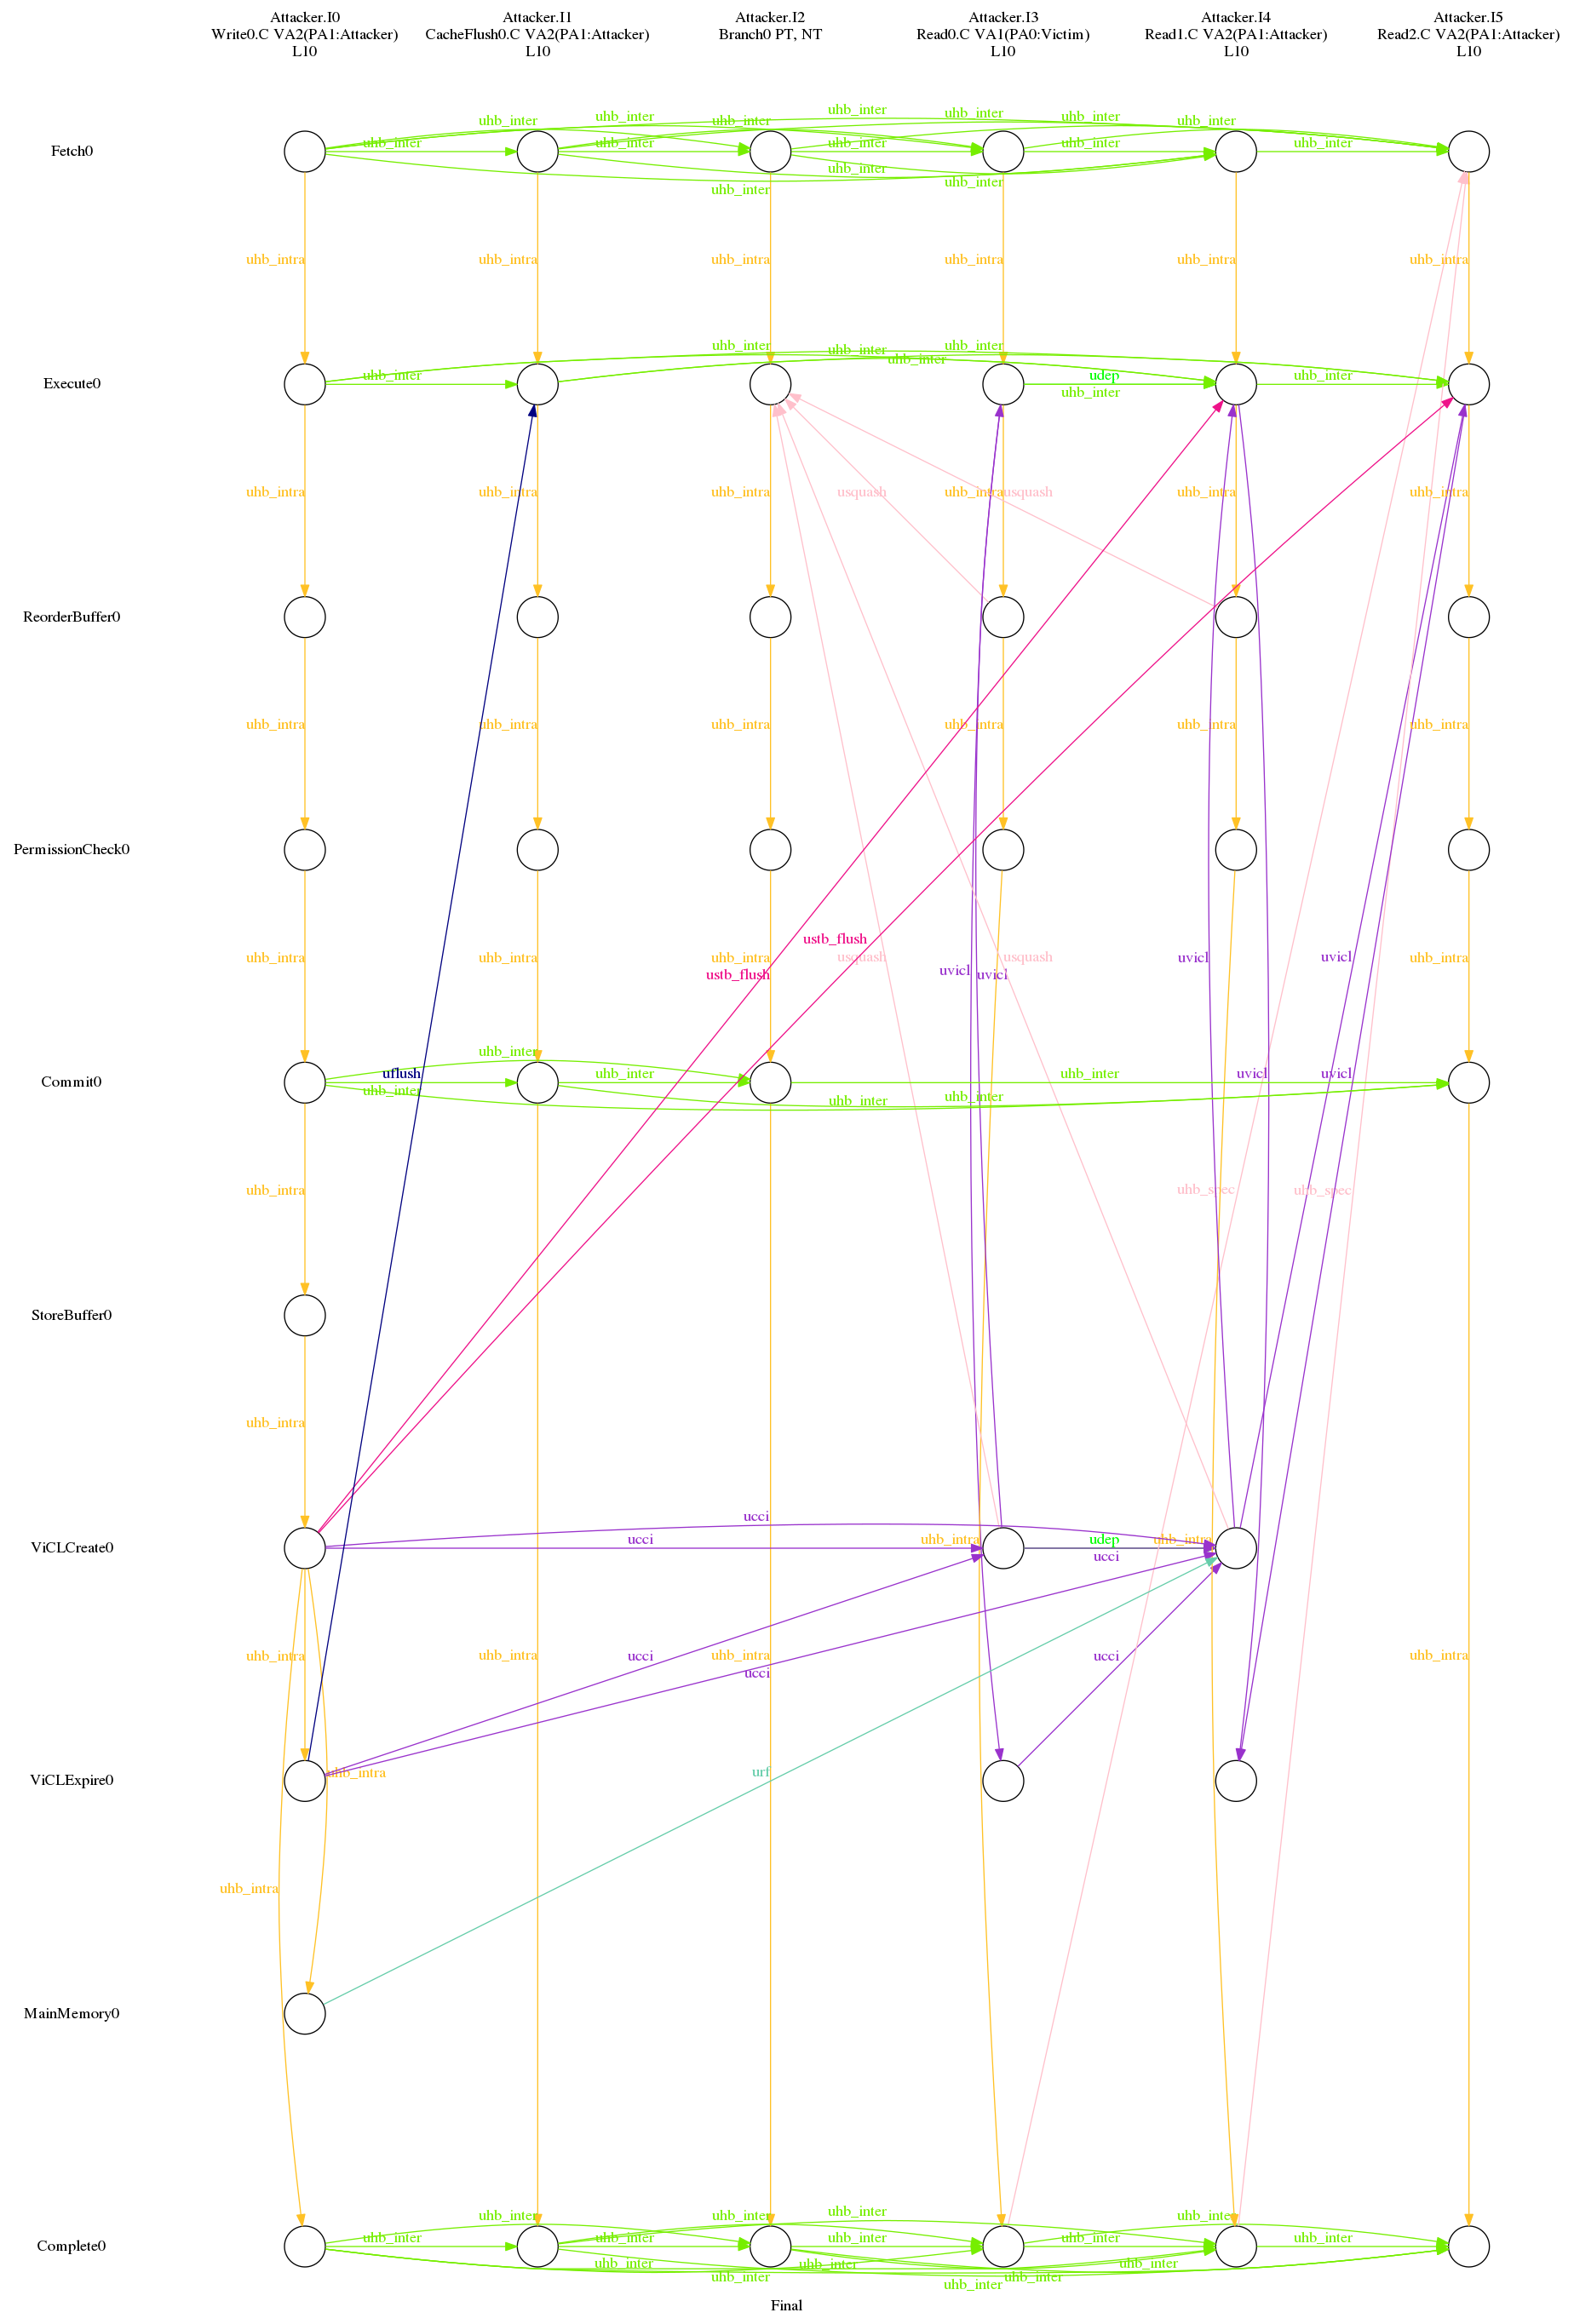 Attacker.I0
Write0.C VA2(PA1:Attacker)
L10
Attacker.I1
CacheFlush0.C VA2(PA1:Attacker)
L10
Attacker.I2
Branch0 PT, NT
Attacker.I3
Read0.C VA1(PA0:Victim)
L10
Attacker.I4
Read1.C VA2(PA1:Attacker)
L10
Attacker.I5
Read2.C VA2(PA1:Attacker)
L10
uhb_inter
uhb_inter
uhb_inter
uhb_inter
uhb_inter
uhb_inter
uhb_inter
Fetch0
uhb_inter
uhb_inter
uhb_inter
uhb_inter
uhb_inter
uhb_inter
uhb_inter
uhb_inter
uhb_intra
uhb_intra
uhb_intra
uhb_intra
uhb_intra
uhb_intra
uhb_inter
uhb_inter
uhb_inter
uhb_inter
Execute0
uhb_inter
udep
uhb_inter
uhb_inter
uhb_intra
uhb_intra
uhb_intra
usquash
uhb_intra
usquash
uhb_intra
uhb_intra
ReorderBuffer0
uhb_intra
uhb_intra
uhb_intra
uhb_intra
uhb_intra
uhb_intra
PermissionCheck0
ustb_flush
uhb_intra
uhb_intra
uhb_intra
usquash
usquash
uvicl
uvicl
uhb_intra
ustb_flush
uvicl
uvicl
uhb_inter
uflush
uhb_inter
uhb_inter
uvicl
uvicl
Commit0
uhb_inter
uhb_inter
uhb_inter
uhb_intra
uhb_spec
uhb_spec
StoreBuffer0
uhb_intra
ucci
ViCLCreate0
ucci
uhb_intra
udep
uhb_intra
ucci
uhb_intra
uhb_intra
ucci
uhb_intra
ucci
uhb_intra
ucci
ViCLExpire0
uhb_intra
urf
uhb_intra
MainMemory0
uhb_inter
uhb_inter
uhb_inter
uhb_inter
Complete0
uhb_inter
uhb_inter
uhb_inter
uhb_inter
uhb_inter
uhb_inter
uhb_inter
uhb_inter
uhb_inter
uhb_inter
uhb_inter
Final